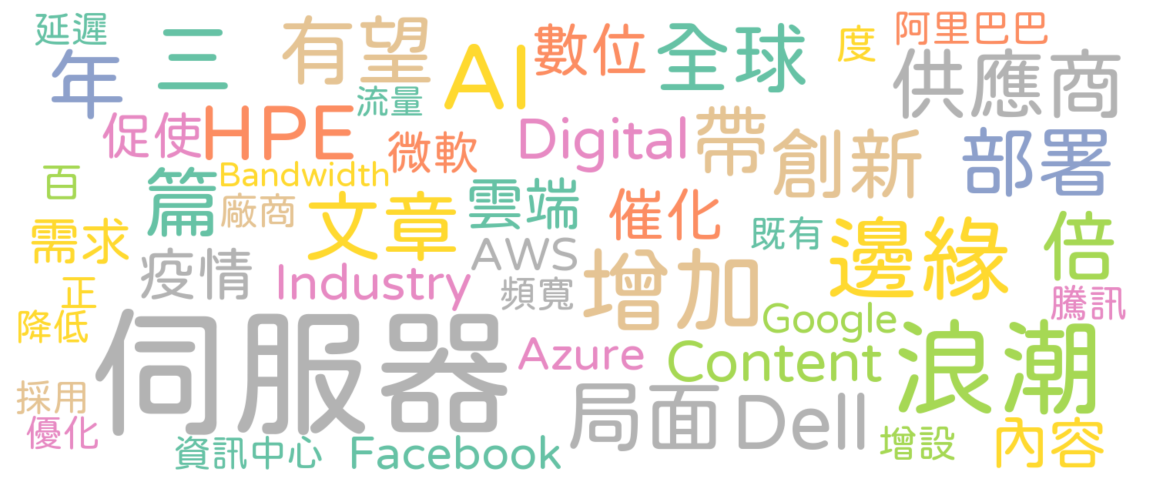 延遲
年
三
有望
AI
數位
全球
度
阿里巴巴
供應商
促使
HPE
流量
微軟
Digital
帶
創新
部署
百
篇
Bandwidth
廠商
文章
雲端
催化
既有
邊緣
倍
需求
疫情
正
Industry
AWS
頻寬
增加
騰訊
降低
伺服器
Azure
Google
Content
浪潮
採用
優化
資訊中心
Facebook
局面
Dell
增設
內容